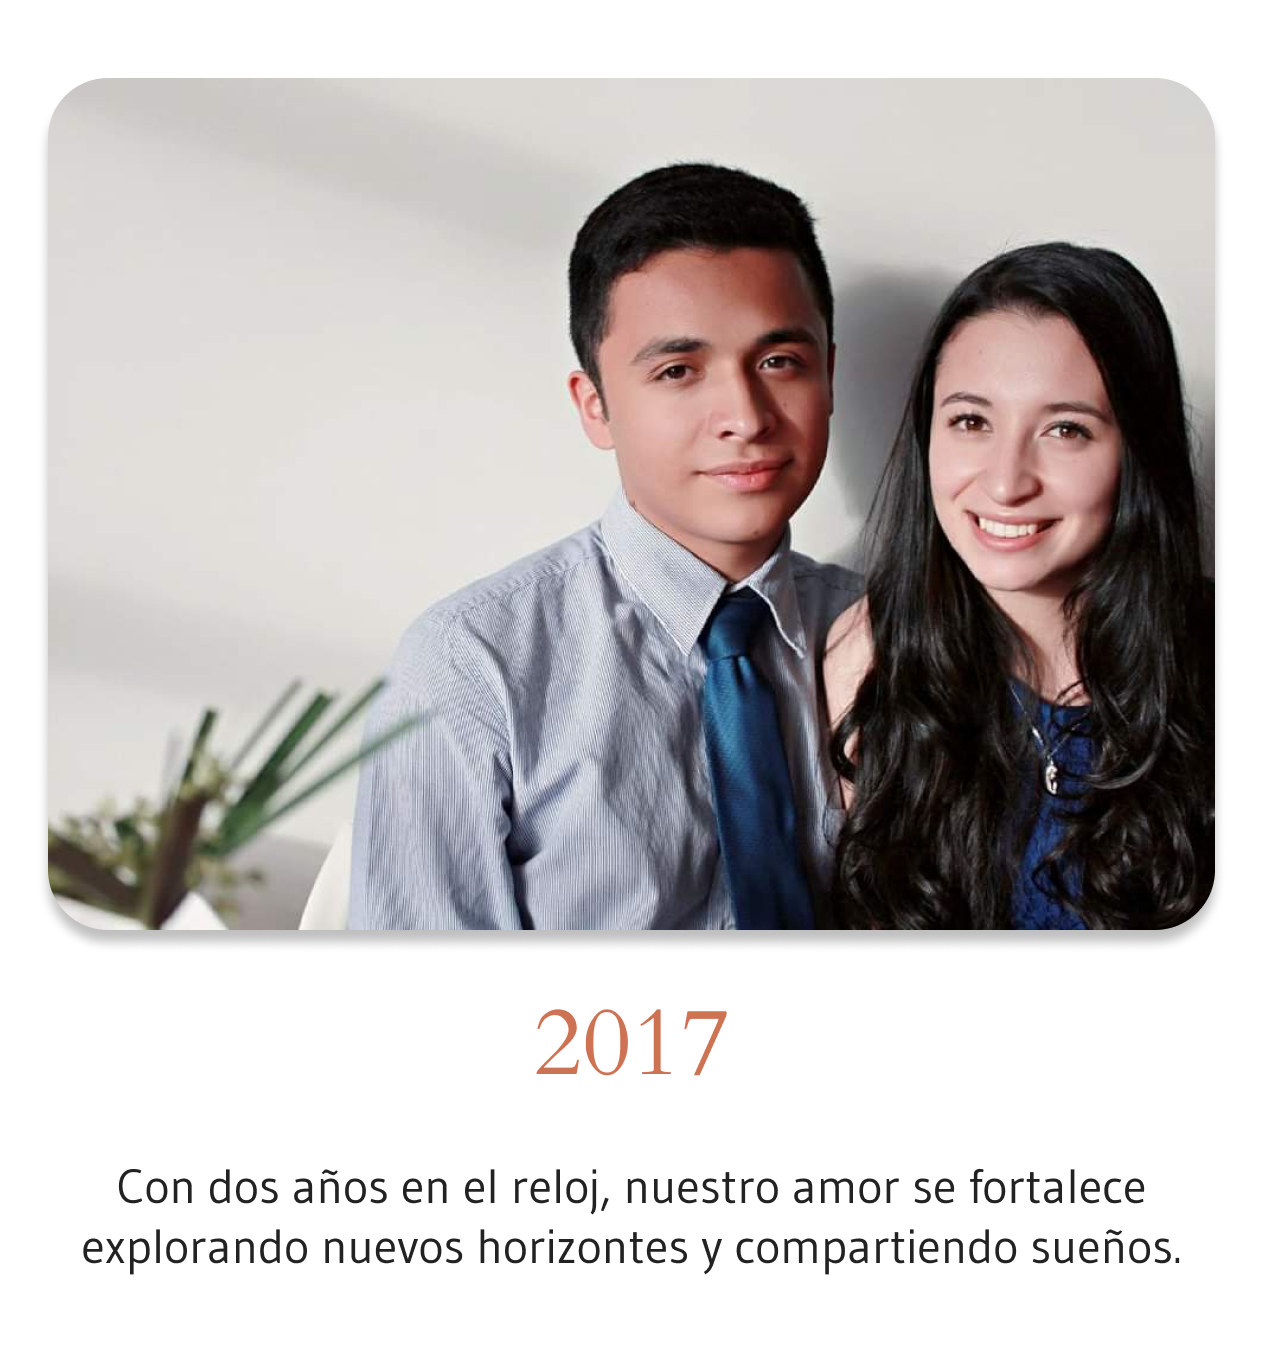 2017
Con dos años en el reloj, nuestro amor se fortalece
explorando nuevos horizontes y compartiendo sueños.